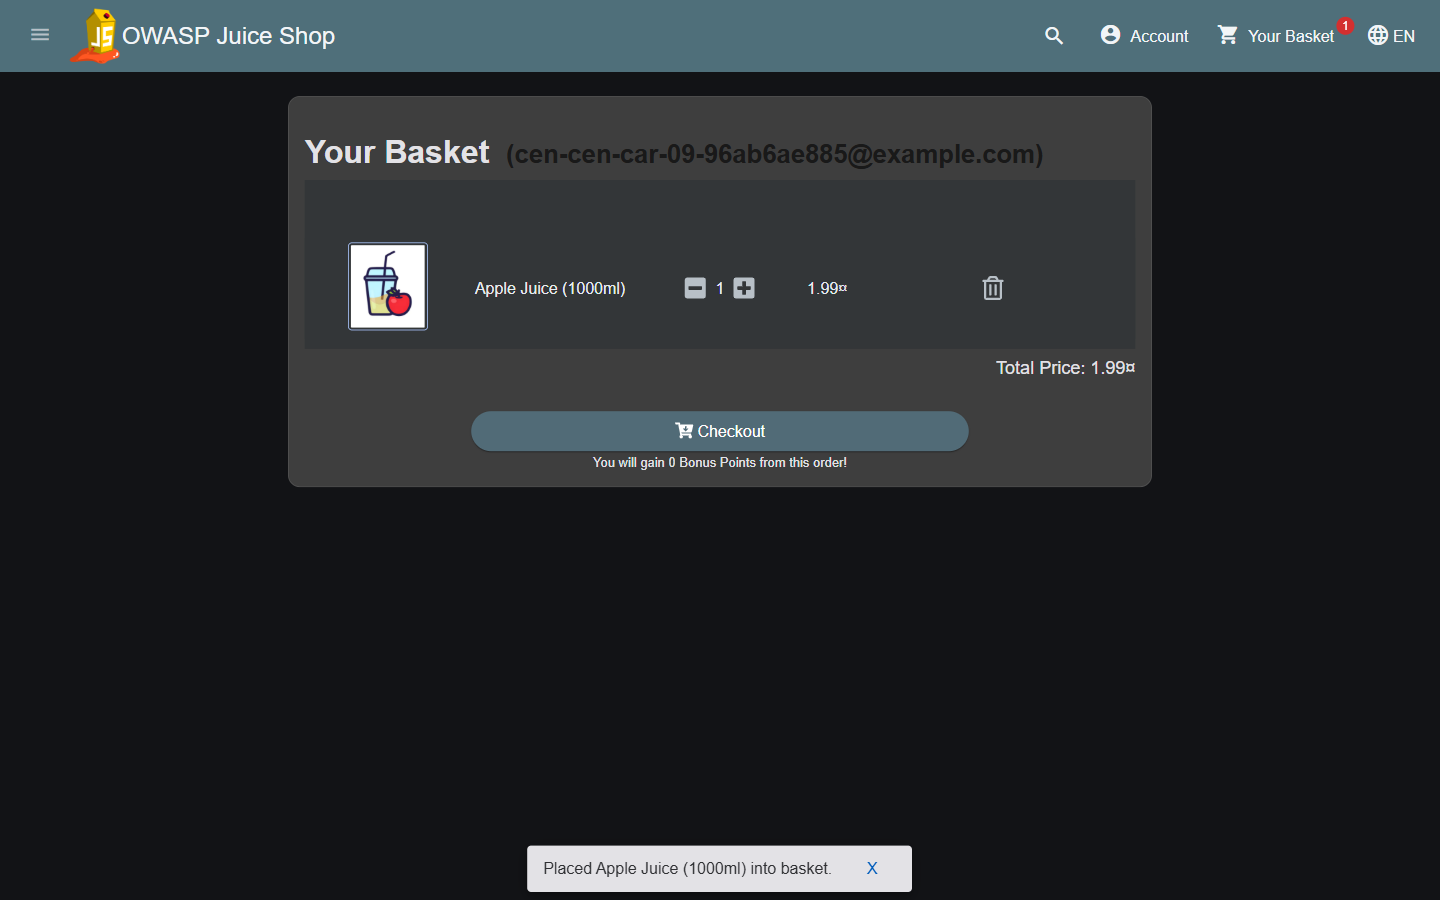 OWASP Juice Shop
Account
Your Basket 1
EN
Your Basket (cen-cen-car-09-96ab6ae885@example.com)
Apple Juice (1000ml) 1 1.99¤
Total Price: 1.99¤
Checkout
You will gain 0 Bonus Points from this order!
Placed Apple Juice (1000ml) into basket. X